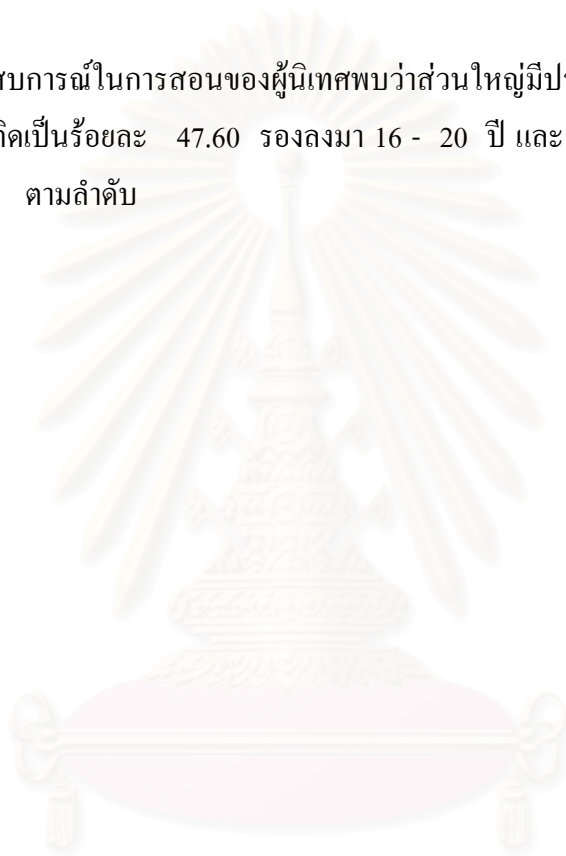 สบการณ์ในการสอนของผู้นิเทศพบว่าส่วนใหญ่มีปร
กิดเป็นร้อยละ 47.60 รองลงมา 16 - 20 ปี และ
ตามลำดับ